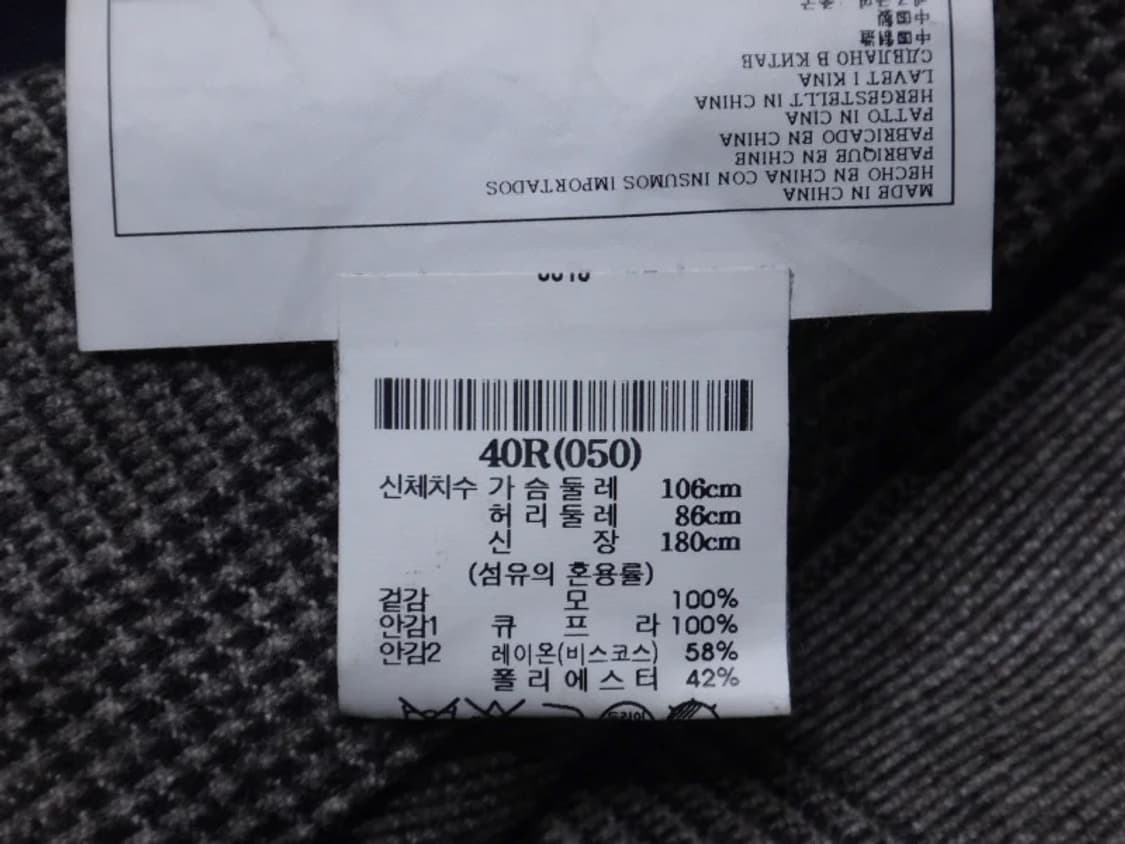 MADE IN CHINA
HECHO EN CHINA CON INSUMOS IMPORTADOS
FABRIQUE EN CHINE
FABRICADO EN CHINA
FATTO IN CINA
HERGESTELLT IN CHINA
LAVET I KINA
СДЕЛАНО В КИТАЕ
中国制造
中国製
40R(050)
신체치수 가슴둘레 106cm
허리둘레 86cm
신장 180cm
(섬유의 혼용률)
겉감 모 100%
안감1 큐프라 100%
안감2 레이온(비스코스) 58%
폴리에스터 42%